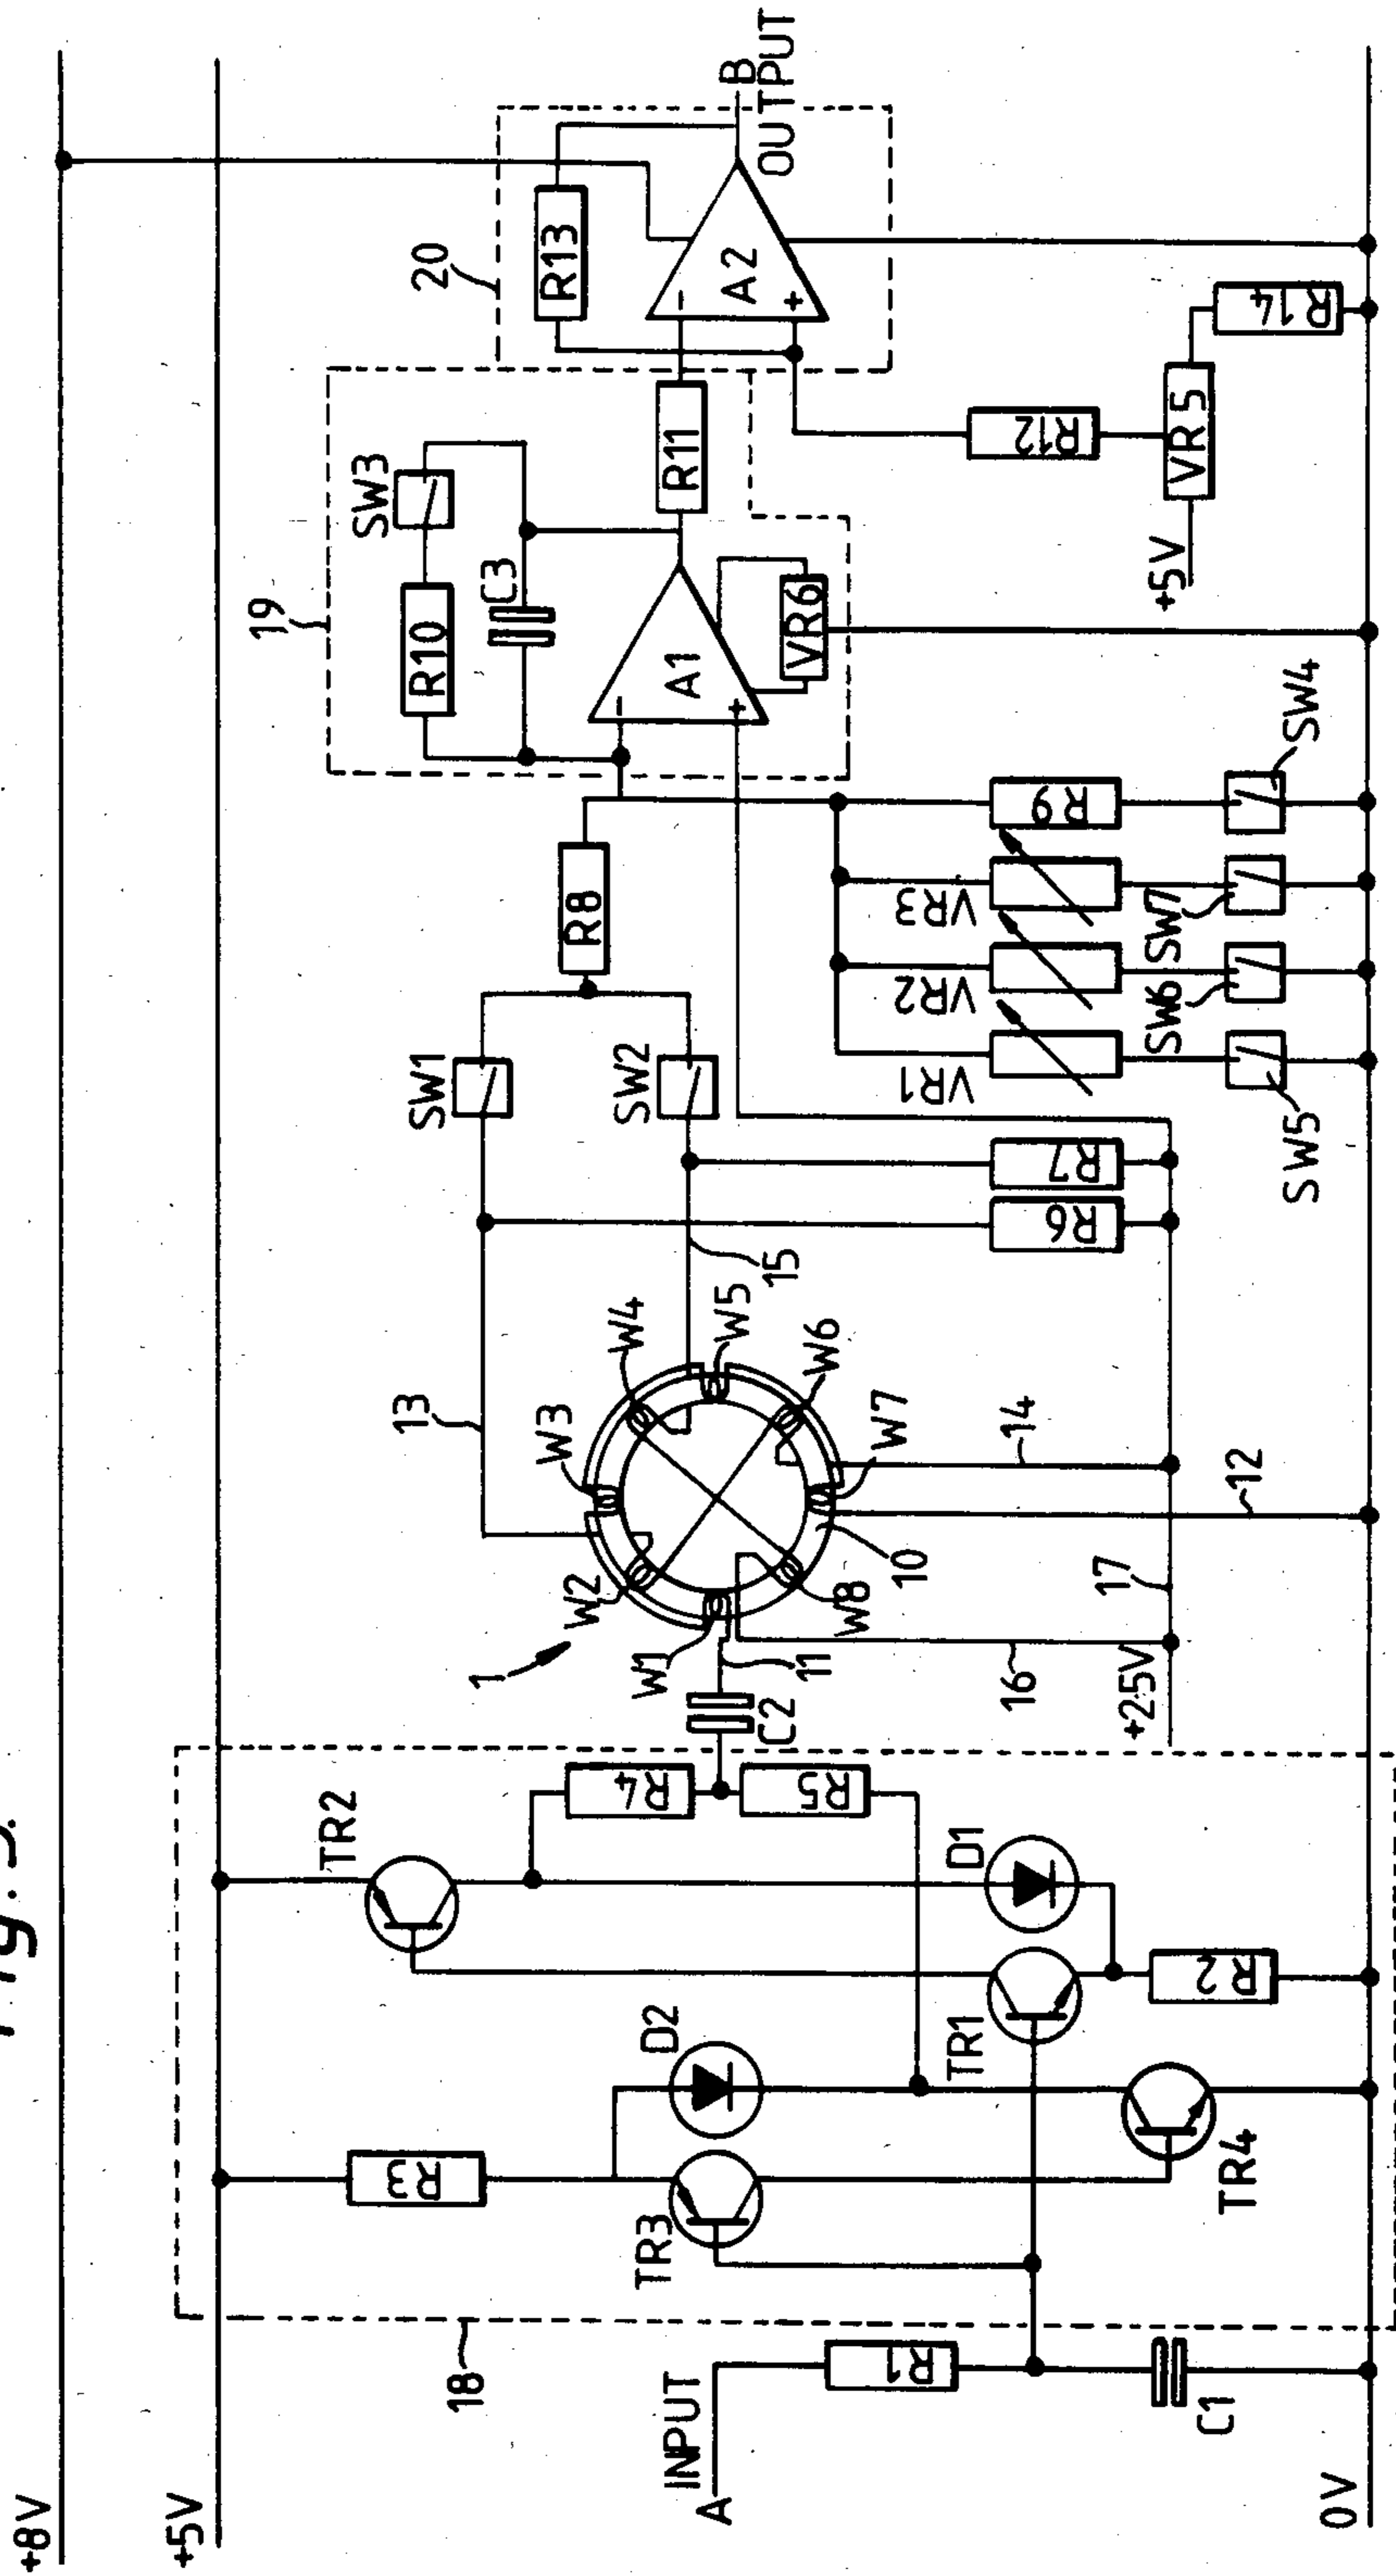 Fig. 3.
+8V
+5V
0V
INPUT
A
R1
C1
18
R3
TR3
D2
TR4
TR1
R2
D1
TR2
R4
R5
C2
11
1
W1
W2
W3
W4
W5
W6
W7
W8
10
13
15
14
12
16
17
+25V
R6
R7
SW1
SW2
R8
VR1
VR2
VR3
R9
SW5
SW6
SW7
SW4
19
R10
SW3
C3
A1
−
+
VR6
R11
20
R13
A2
−
+
B
OUTPUT
R12
VR5
+5V
R14